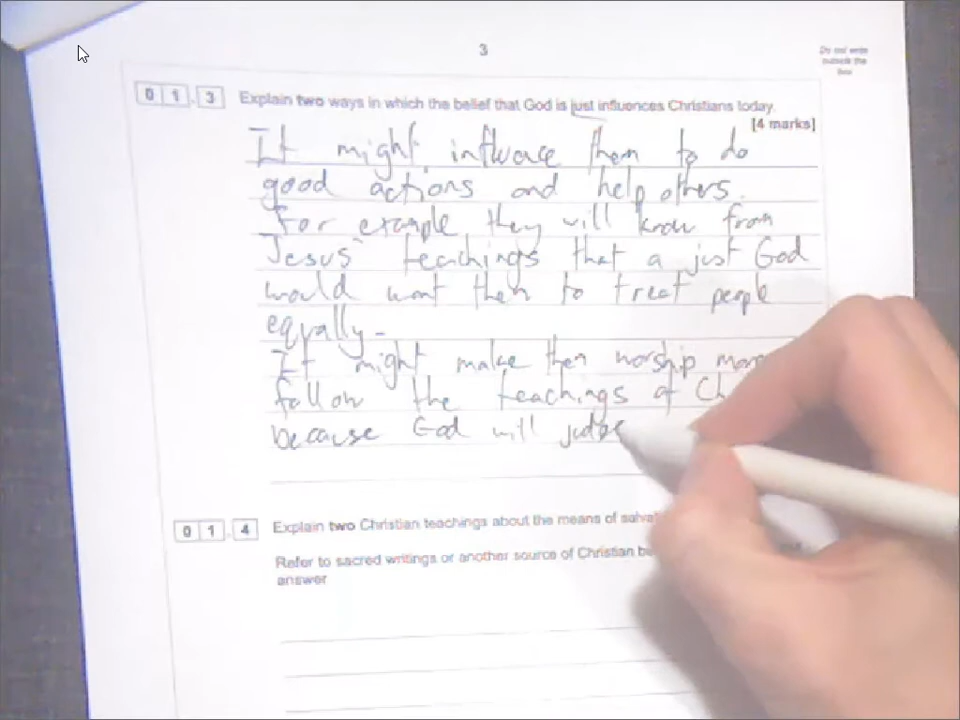 3
Do not write
outside the
box
0 1 . 3 Explain two ways in which the belief that God is just influences Christians today.
[4 marks]
It might influence them to do
good actions and help others.
For example they will know from
Jesus' teachings that a just God
would want them to treat people
equally.
It might make them worship more
follow the teachings of Ch
because God will judge
0 1 . 4 Explain two Christian teachings about the means of salvat
Refer to sacred writings or another source of Christian be
answer